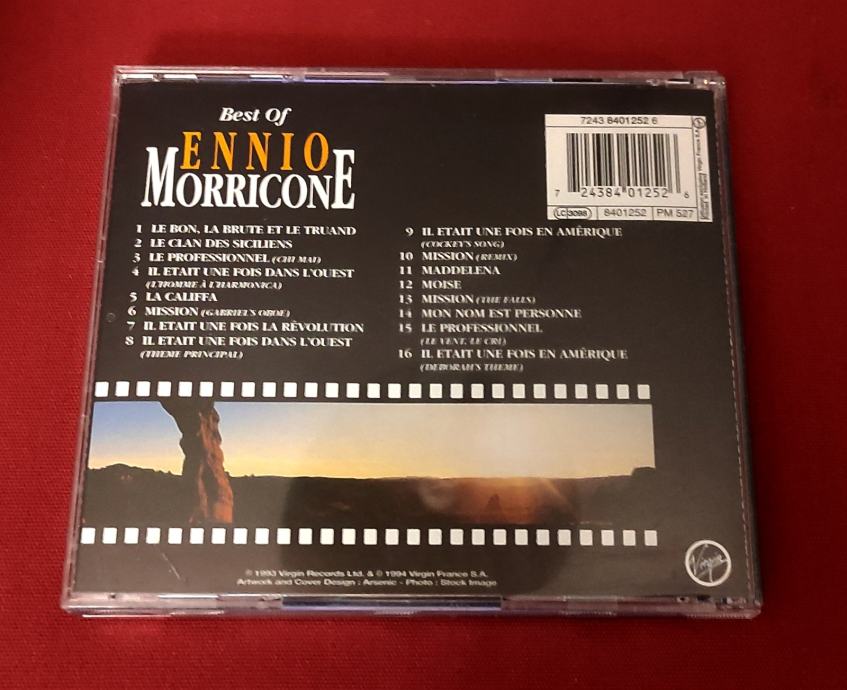 Best Of
ENNIO
MORRICONE
1 LE BON, LA BRUTE ET LE TRUAND
2 LE CLAN DES SICILIENS
3 LE PROFESSIONNEL (CHI MAI)
4 IL ETAIT UNE FOIS DANS L'OUEST
(L'HOMME À L'HARMONICA)
5 LA CALIFFA
6 MISSION (GABRIEL'S OBOE)
7 IL ETAIT UNE FOIS LA RÊVOLUTION
8 IL ETAIT UNE FOIS DANS L'OUEST
(THEME PRINCIPAL)
9 IL ETAIT UNE FOIS EN AMÊRIQUE
(COCKEY'S SONG)
10 MISSION (REMIX)
11 MADDELENA
12 MOISE
13 MISSION (THE FALLS)
14 MON NOM EST PERSONNE
15 LE PROFESSIONNEL
(LE VENT, LE CRI)
16 IL ETAIT UNE FOIS EN AMÊRIQUE
(DEBORAH'S THEME)
7243 8401252 6
7 24384 01252 6
LC 3098 8401252 PM 527
© 1993 Virgin Records Ltd. & © 1994 Virgin France S.A.
Artwork and Cover Design : Arsenic - Photo : Stock Image
Virgin